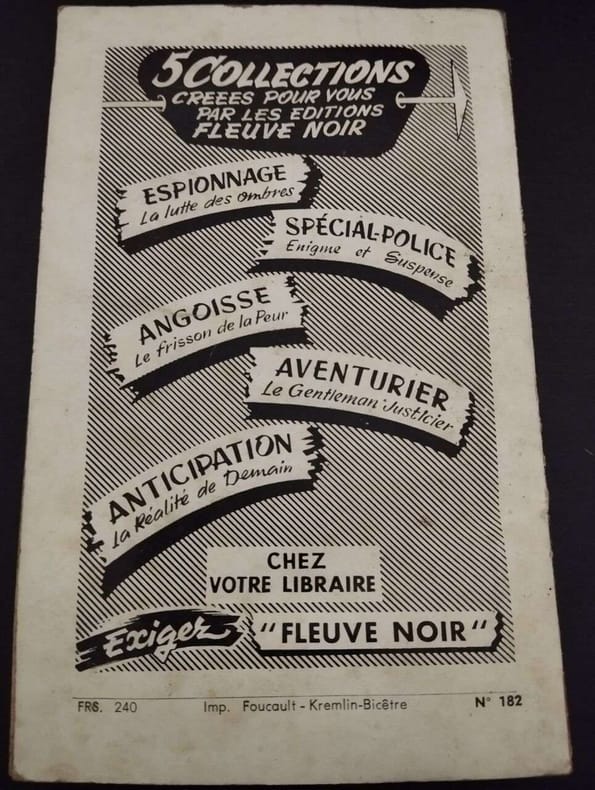 5 COLLECTIONS
CREEES POUR VOUS
PAR LES EDITIONS
FLEUVE NOIR
ESPIONNAGE
La lutte des Ombres
SPÉCIAL-POLICE
Enigme et Suspense
ANGOISSE
Le frisson de la Peur
AVENTURIER
Le Gentleman Justicier
ANTICIPATION
La Réalité de Demain
CHEZ
VOTRE LIBRAIRE
Exigez "FLEUVE NOIR"
FRS. 240 Imp. Foucault - Kremlin-Bicêtre N° 182